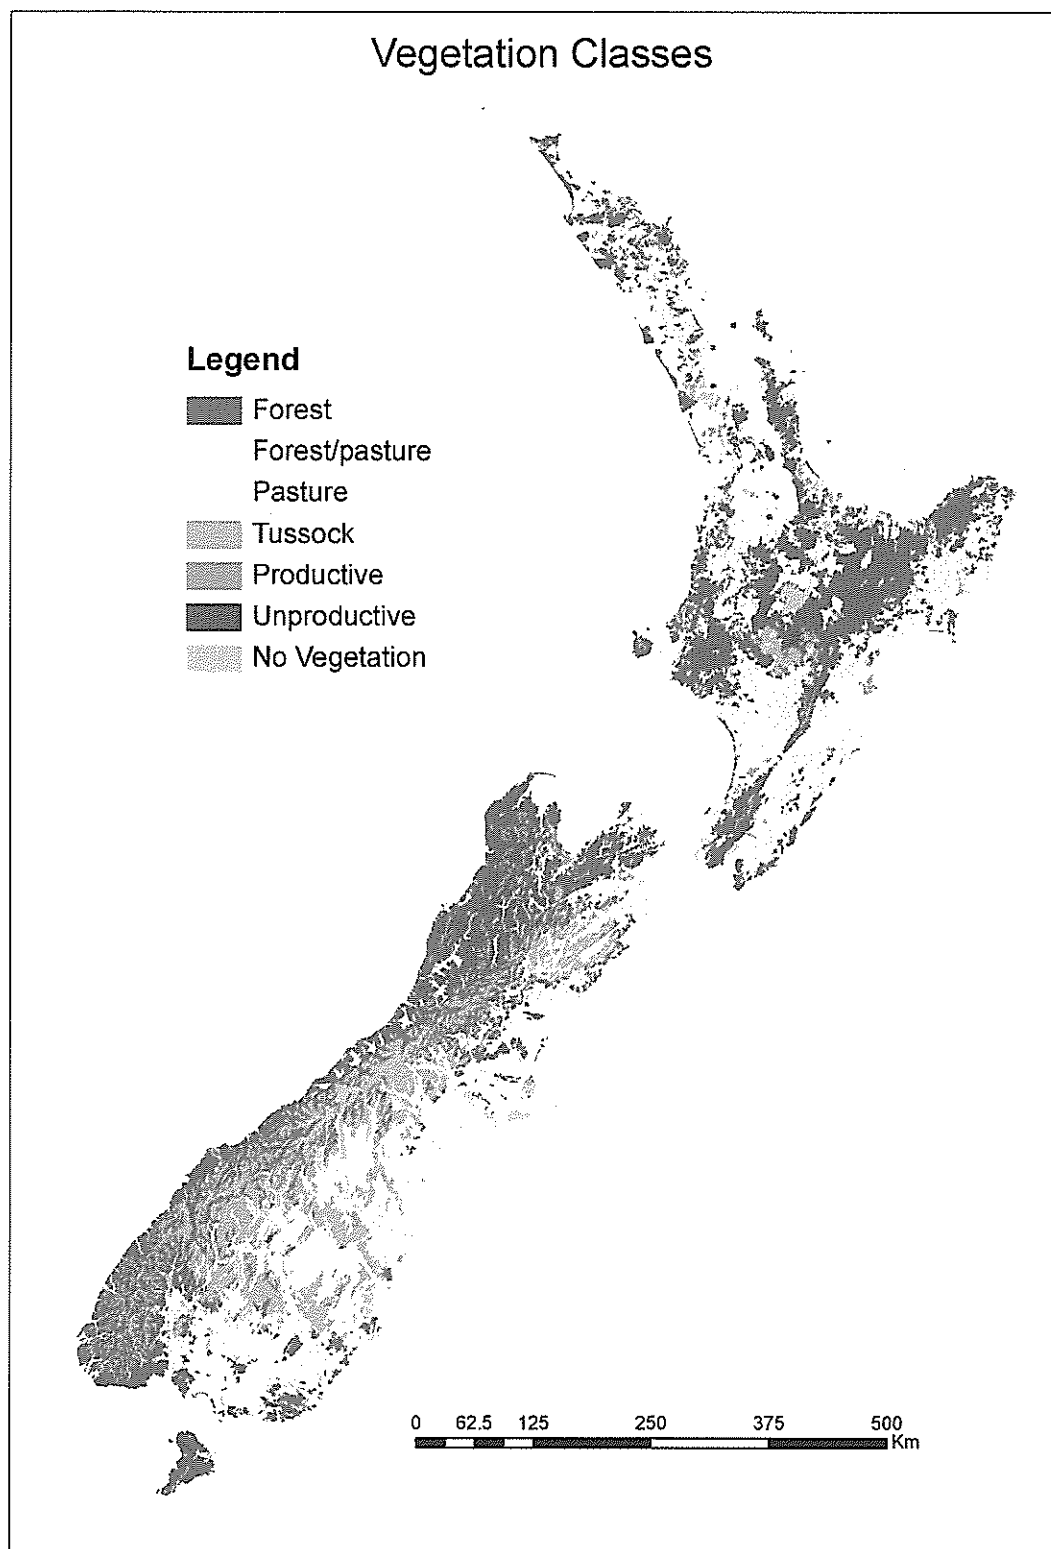 Vegetation Classes
Legend
Forest
Forest/pasture
Pasture
Tussock
Productive
Unproductive
No Vegetation
0 62.5 125 250 375 500
Km